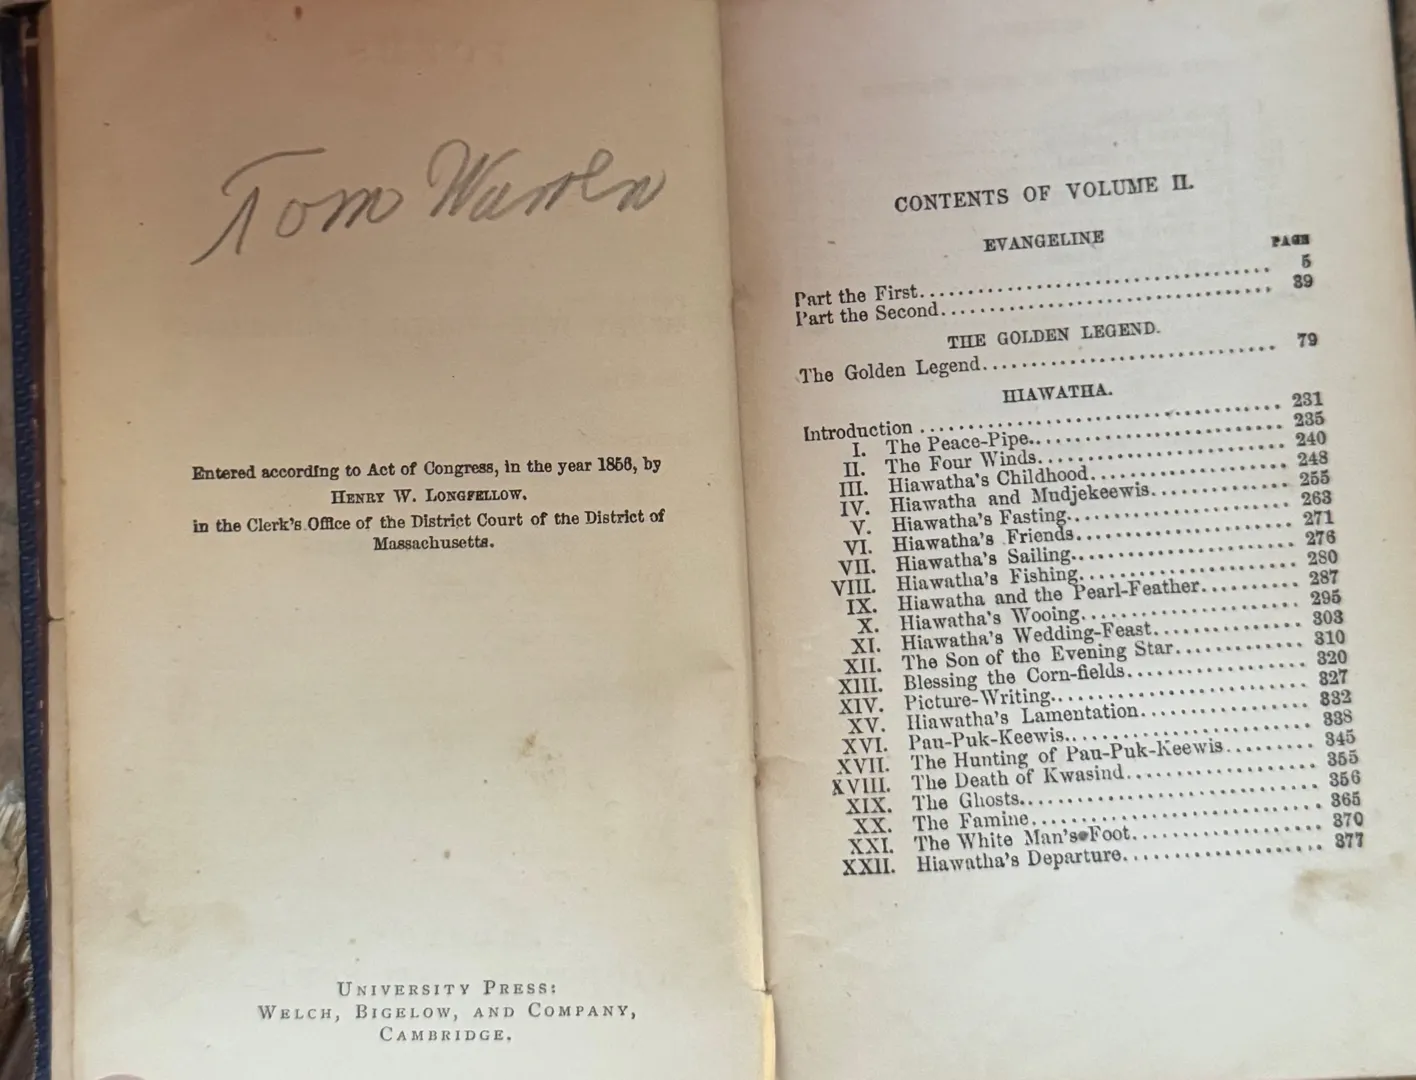 Tom Warren
Entered according to Act of Congress, in the year 1856, by
HENRY W. LONGFELLOW.
in the Clerk's Office of the District Court of the District of
Massachusetts.
UNIVERSITY PRESS:
WELCH, BIGELOW, AND COMPANY,
CAMBRIDGE.
CONTENTS OF VOLUME II.
EVANGELINE
PAGE
Part the First 5
Part the Second 39
THE GOLDEN LEGEND.
The Golden Legend 79
HIAWATHA.
Introduction 231
I. The Peace-Pipe 235
II. The Four Winds 240
III. Hiawatha's Childhood 248
IV. Hiawatha and Mudjekeewis 255
V. Hiawatha's Fasting 263
VI. Hiawatha's Friends 271
VII. Hiawatha's Sailing 276
VIII. Hiawatha's Fishing 280
IX. Hiawatha and the Pearl-Feather 287
X. Hiawatha's Wooing 295
XI. Hiawatha's Wedding-Feast 303
XII. The Son of the Evening Star 310
XIII. Blessing the Corn-fields 320
XIV. Picture-Writing 327
XV. Hiawatha's Lamentation 332
XVI. Pau-Puk-Keewis 338
XVII. The Hunting of Pau-Puk-Keewis 345
XVIII. The Death of Kwasind 355
XIX. The Ghosts 356
XX. The Famine 365
XXI. The White Man's Foot 370
XXII. Hiawatha's Departure 377